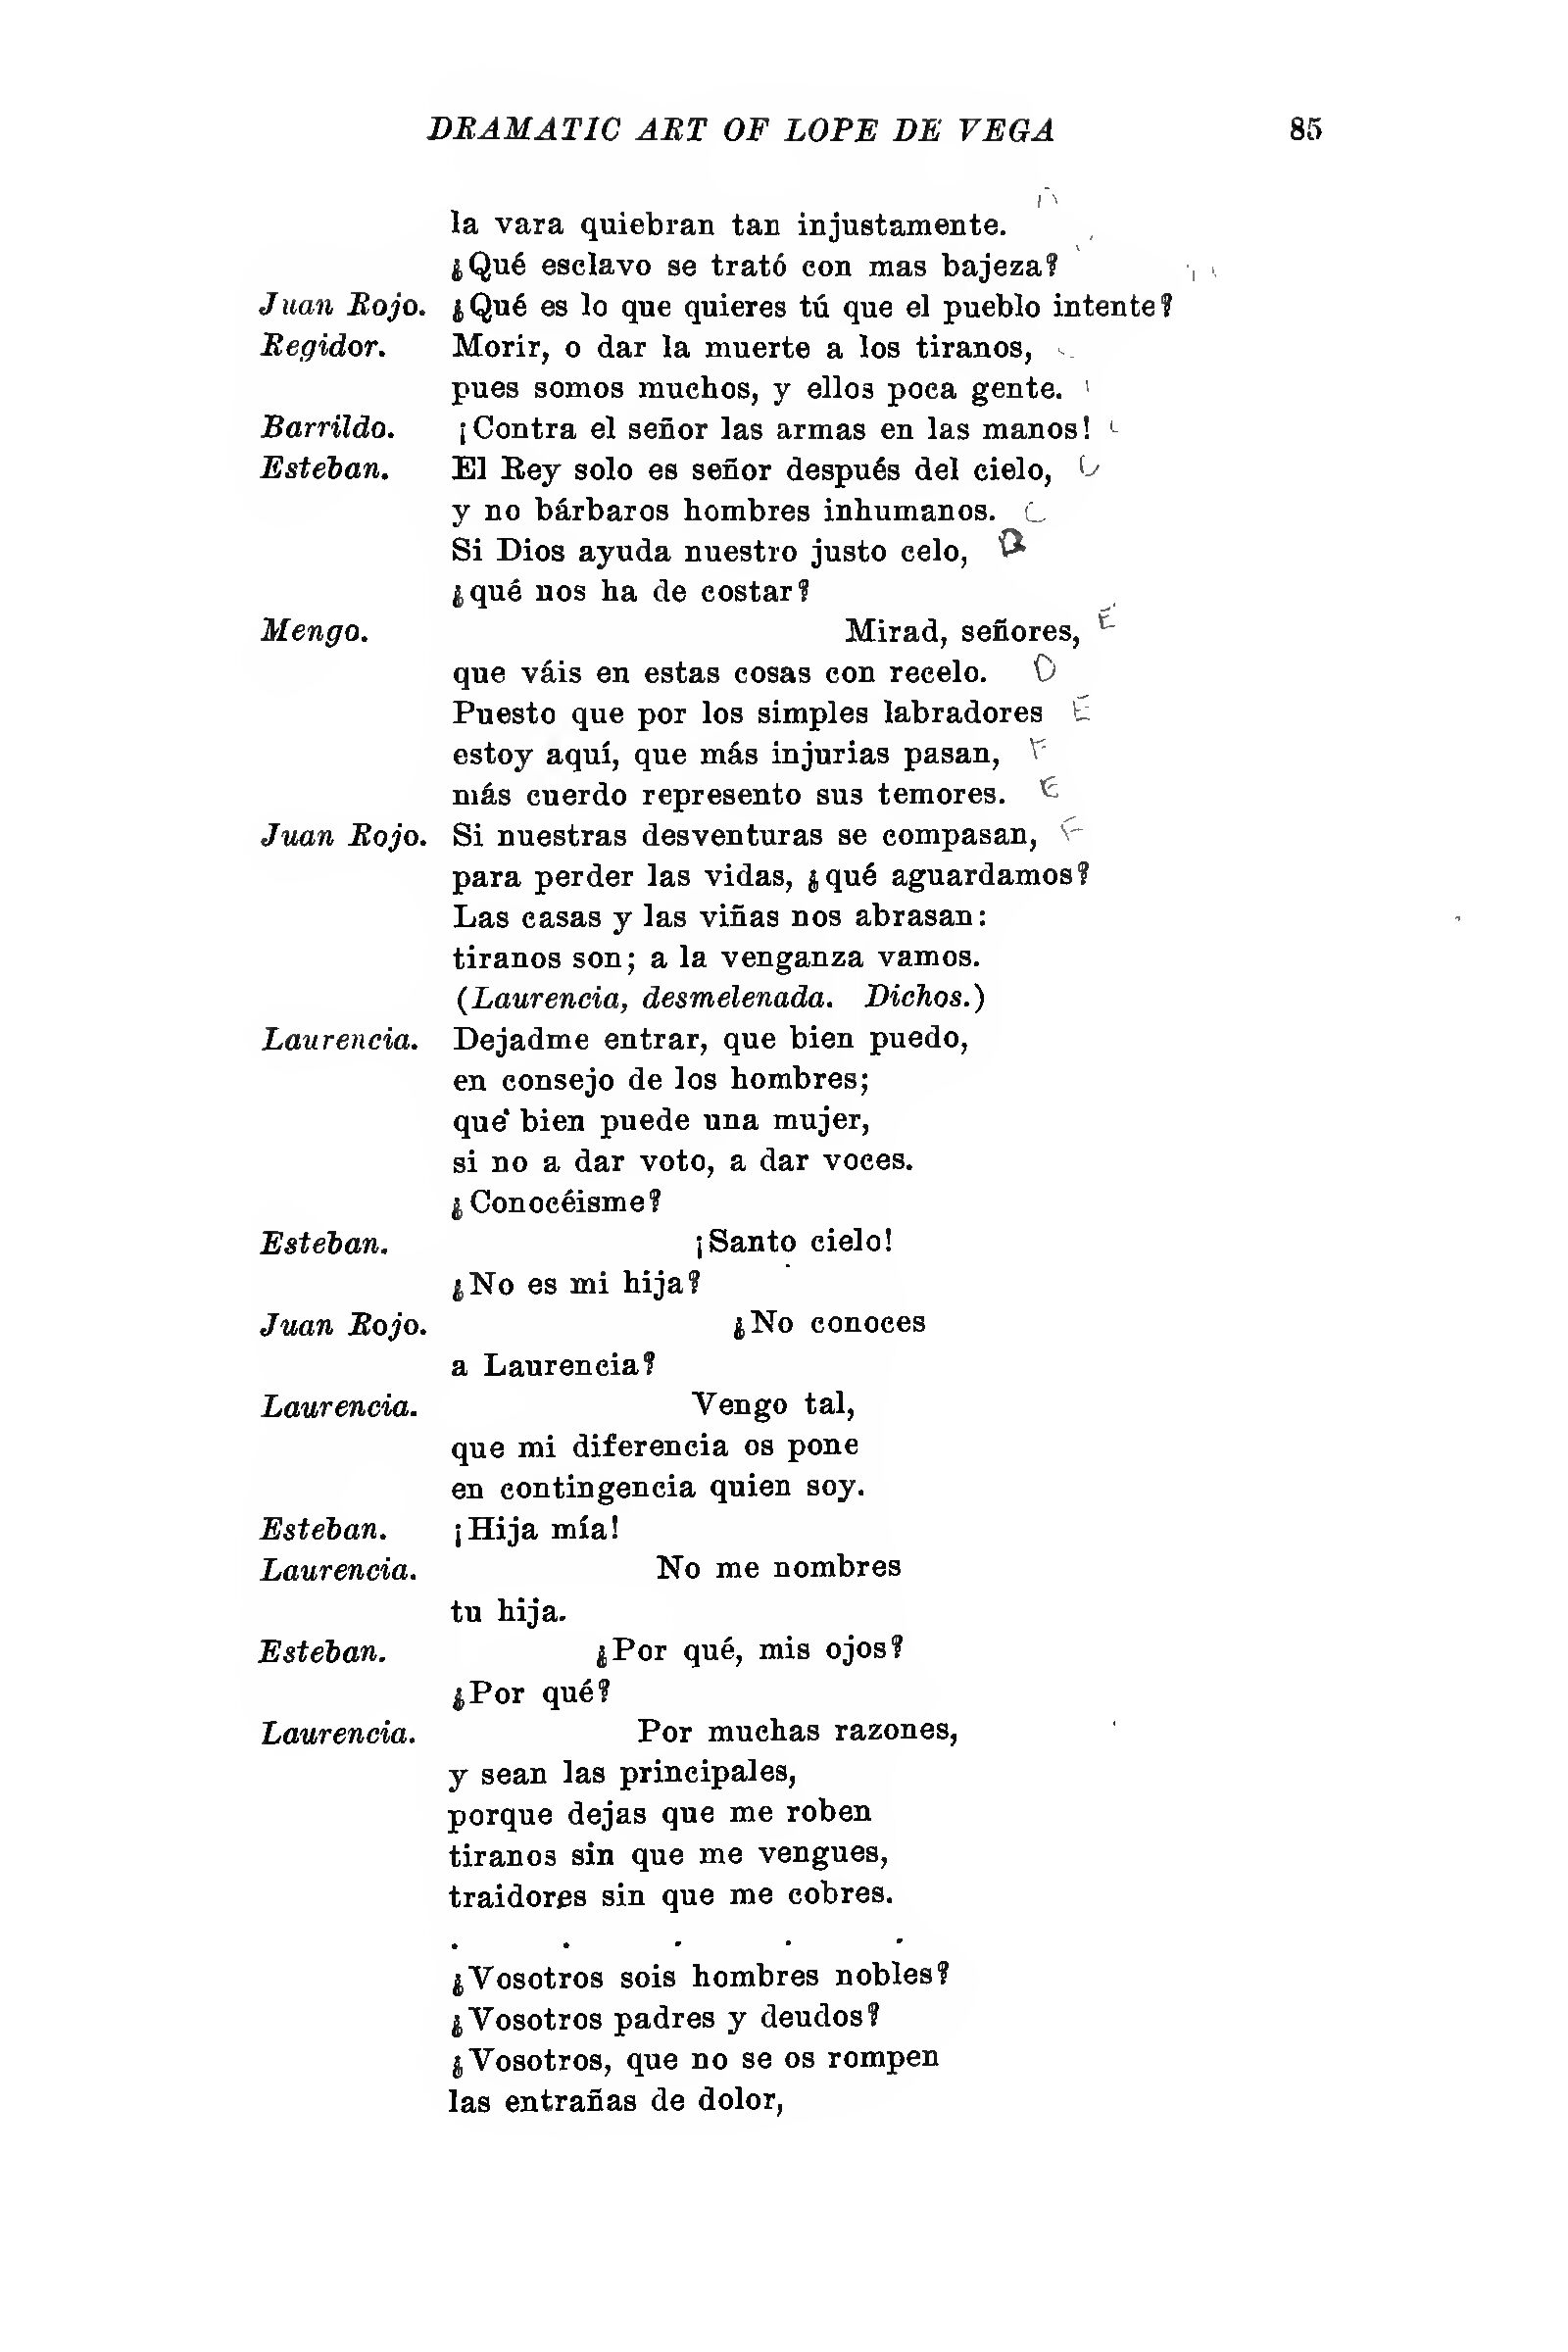 DRAMATIC ART OF LOPE DE VEGA 85
la vara quiebran tan injustamente.
¿Qué esclavo se trató con mas bajeza?
Juan Rojo. ¿Qué es lo que quieres tú que el pueblo intente?
Regidor. Morir, o dar la muerte a los tiranos,
pues somos muchos, y ellos poca gente.
Barrildo. ¡Contra el señor las armas en las manos!
Esteban. El Rey solo es señor después del cielo, C
y no bárbaros hombres inhumanos. C
Si Dios ayuda nuestro justo celo, D
¿qué nos ha de costar?
Mengo. Mirad, señores, E
que váis en estas cosas con recelo. D
Puesto que por los simples labradores E
estoy aquí, que más injurias pasan, F
más cuerdo represento sus temores. E
Juan Rojo. Si nuestras desventuras se compasan, F
para perder las vidas, ¿qué aguardamos?
Las casas y las viñas nos abrasan:
tiranos son; a la venganza vamos.
(Laurencia, desmelenada. Dichos.)
Laurencia. Dejadme entrar, que bien puedo,
en consejo de los hombres;
que bien puede una mujer,
si no a dar voto, a dar voces.
¿Conocéisme?
Esteban. ¡Santo cielo!
¿No es mi hija?
Juan Rojo. ¿No conoces
a Laurencia?
Laurencia. Vengo tal,
que mi diferencia os pone
en contingencia quien soy.
Esteban. ¡Hija mía!
Laurencia. No me nombres
tu hija.
Esteban. ¿Por qué, mis ojos?
¿Por qué?
Laurencia. Por muchas razones,
y sean las principales,
porque dejas que me roben
tiranos sin que me vengues,
traidores sin que me cobres.
. . . . .
¿Vosotros sois hombres nobles?
¿Vosotros padres y deudos?
¿Vosotros, que no se os rompen
las entrañas de dolor,